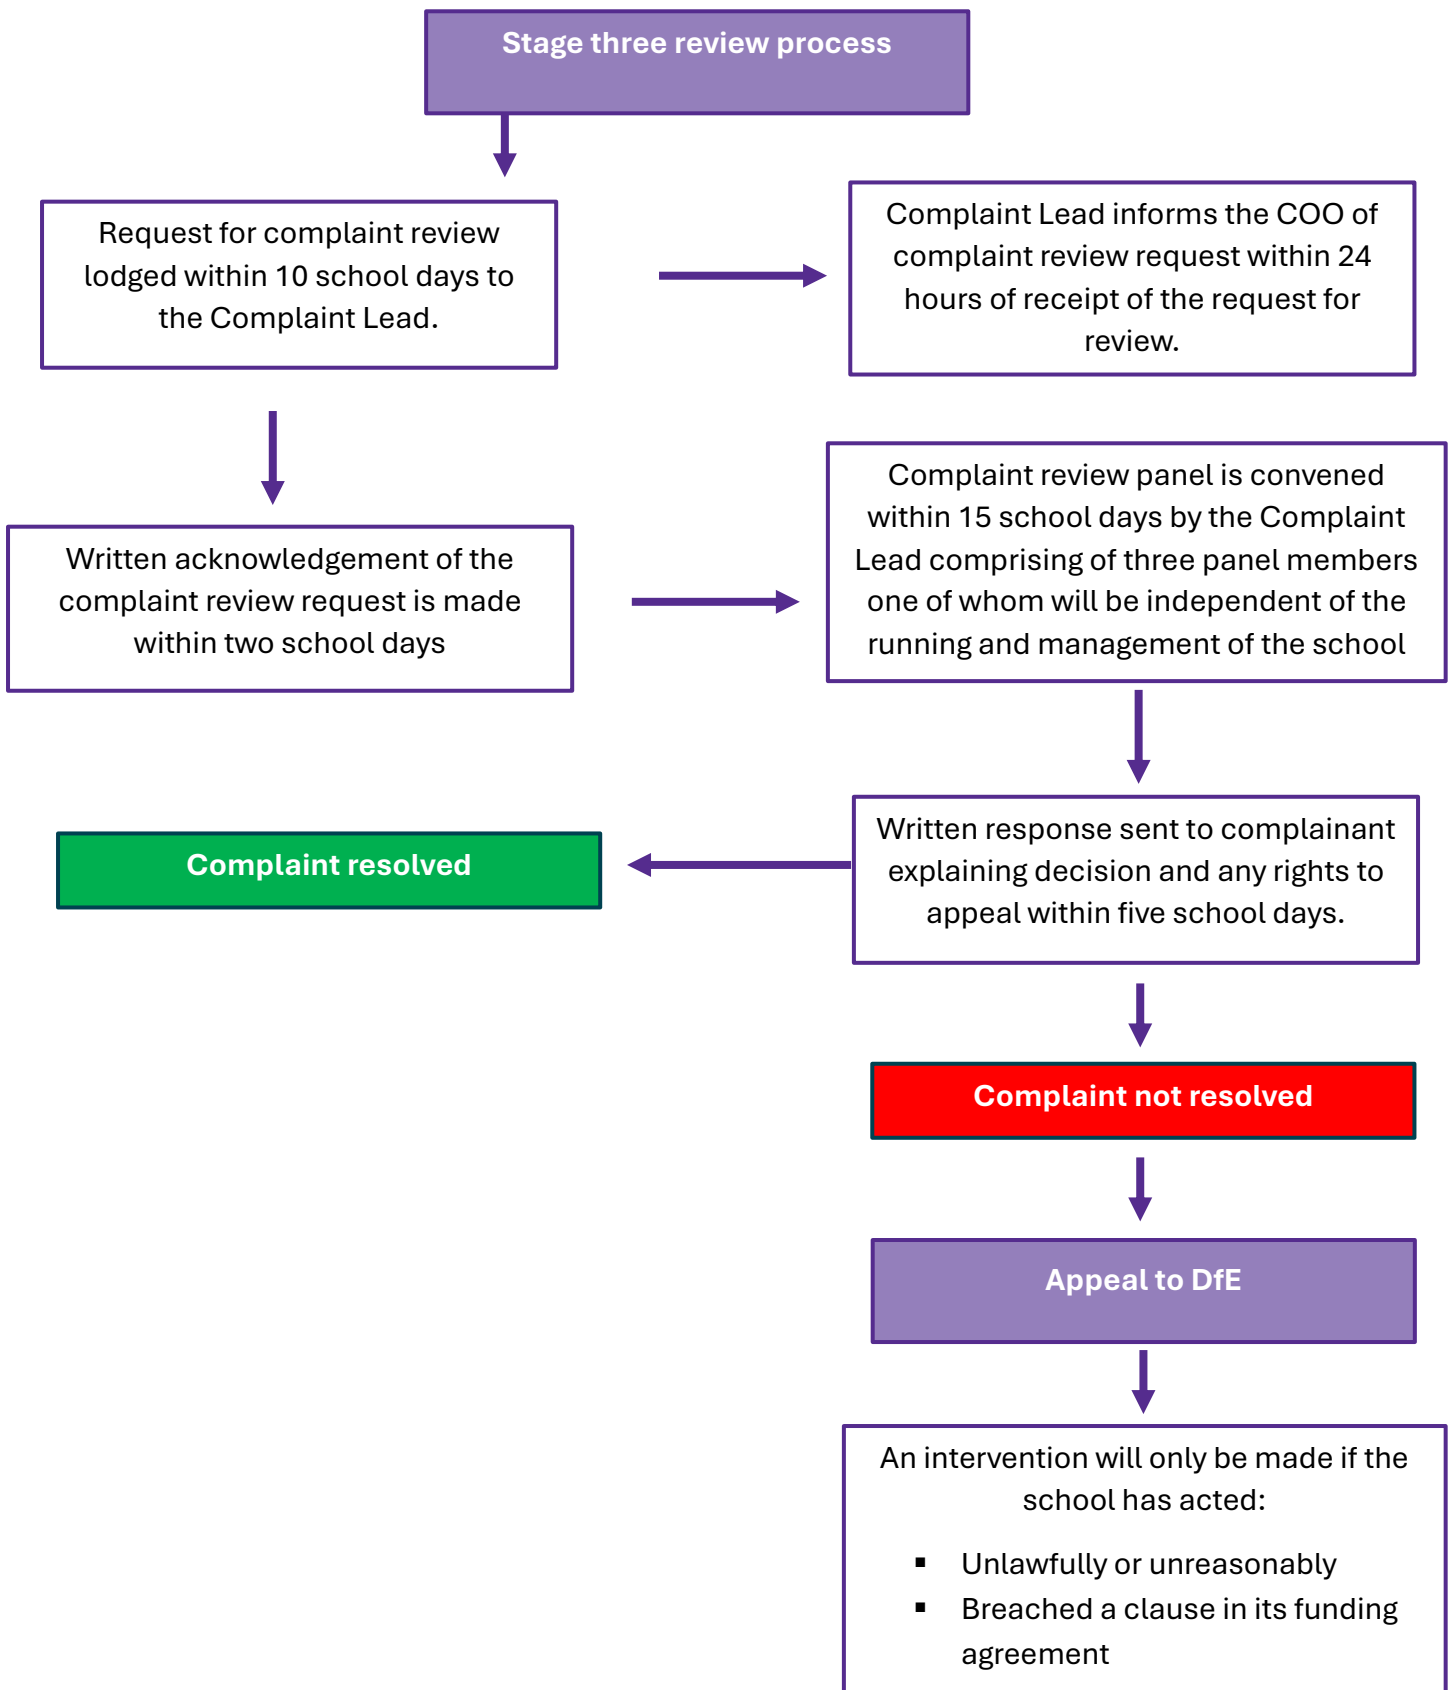 Stage three review process
Request for complaint review
lodged within 10 school days to
the Complaint Lead.
Complaint Lead informs the COO of
complaint review request within 24
hours of receipt of the request for
review.
Written acknowledgement of the
complaint review request is made
within two school days
Complaint review panel is convened
within 15 school days by the Complaint
Lead comprising of three panel members
one of whom will be independent of the
running and management of the school
Written response sent to complainant
explaining decision and any rights to
appeal within five school days.
Complaint resolved
Complaint not resolved
Appeal to DfE
An intervention will only be made if the
school has acted:
▪ Unlawfully or unreasonably
▪ Breached a clause in its funding
agreement